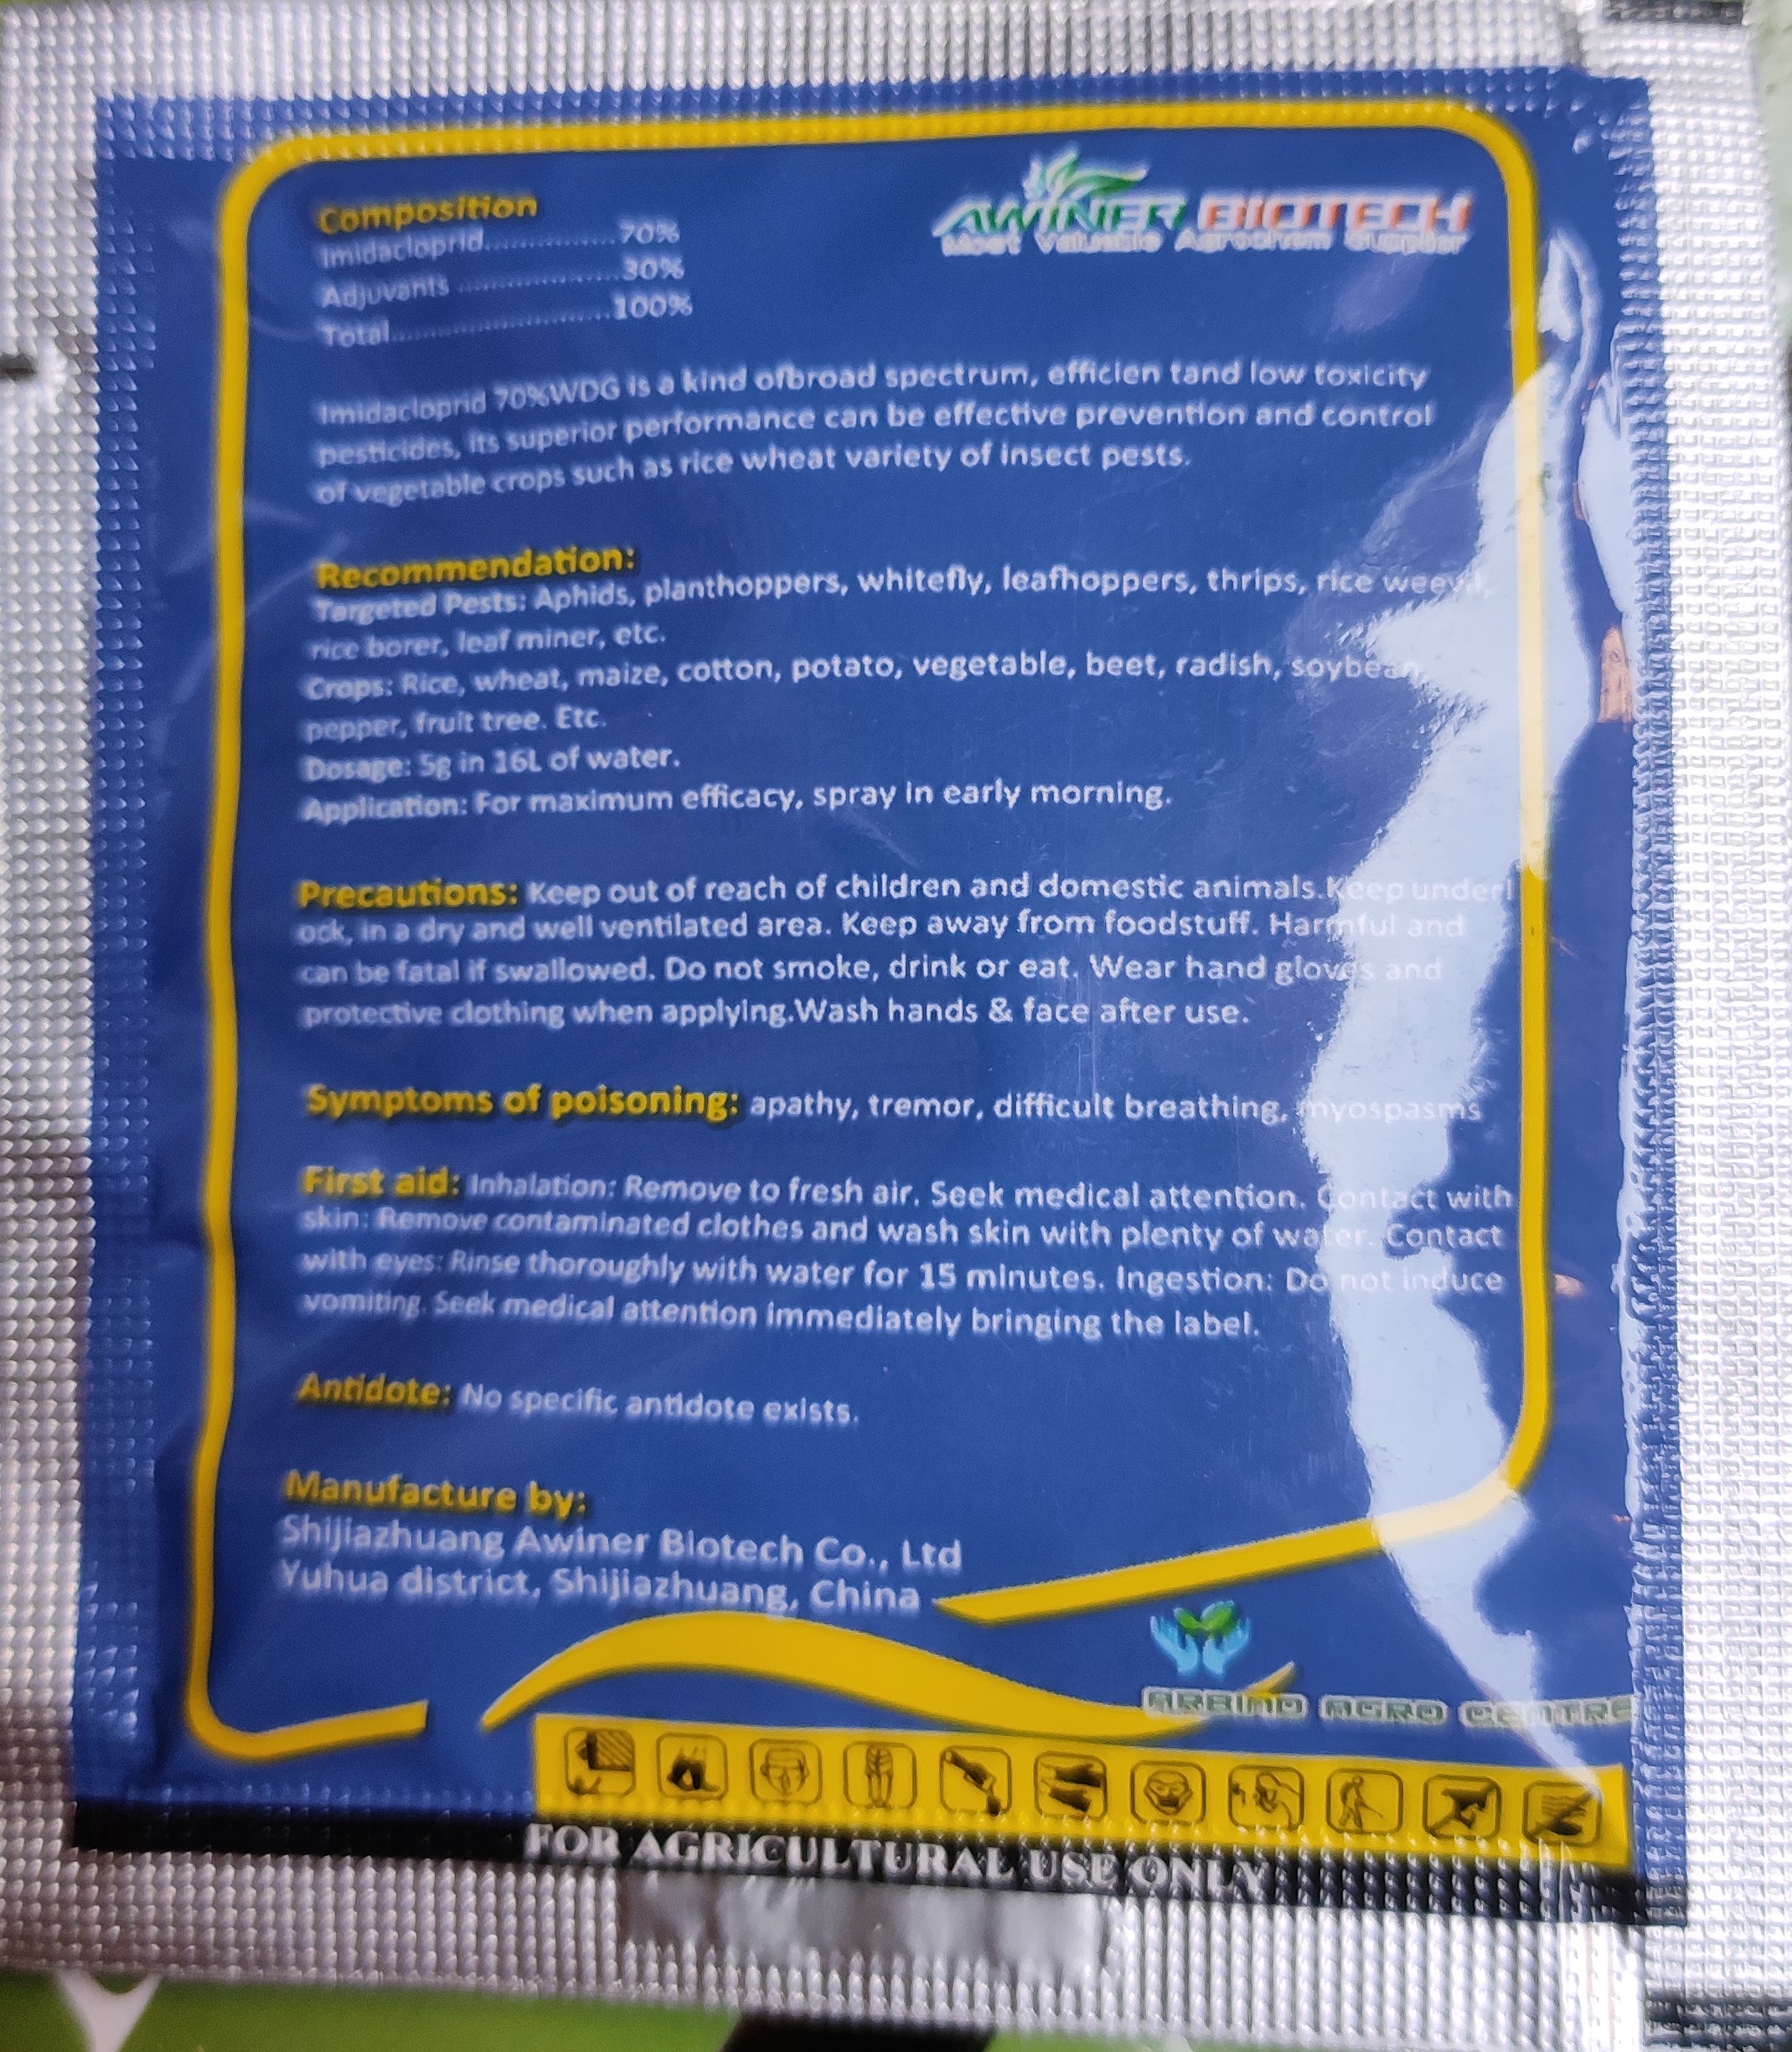 Composition
Imidacloprid...............70%
Adjuvants ...................30%
Total.........................100%
AWINER BIOTECH
Most Valuable Agrochem Supplier
Imidacloprid 70%WDG is a kind ofbroad spectrum, efficien tand low toxicity
pesticides, its superior performance can be effective prevention and control
of vegetable crops such as rice wheat variety of insect pests.
Recommendation:
Targeted Pests: Aphids, planthoppers, whitefly, leafhoppers, thrips, rice weevil,
rice borer, leaf miner, etc.
Crops: Rice, wheat, maize, cotton, potato, vegetable, beet, radish, soybean,
pepper, fruit tree. Etc.
Dosage: 5g in 16L of water.
Application: For maximum efficacy, spray in early morning.
Precautions: Keep out of reach of children and domestic animals.Keep underl
ock, in a dry and well ventilated area. Keep away from foodstuff. Harmful and
can be fatal if swallowed. Do not smoke, drink or eat. Wear hand gloves and
protective clothing when applying.Wash hands & face after use.
Symptoms of poisoning: apathy, tremor, difficult breathing, myospasms
First aid: Inhalation: Remove to fresh air. Seek medical attention. Contact with
skin: Remove contaminated clothes and wash skin with plenty of water. Contact
with eyes: Rinse thoroughly with water for 15 minutes. Ingestion: Do not induce
vomiting. Seek medical attention immediately bringing the label.
Antidote: No specific antidote exists.
Manufacture by:
Shijiazhuang Awiner Biotech Co., Ltd
Yuhua district, Shijiazhuang, China
ARBINO AGRO CENTRE
FOR AGRICULTURAL USE ONLY